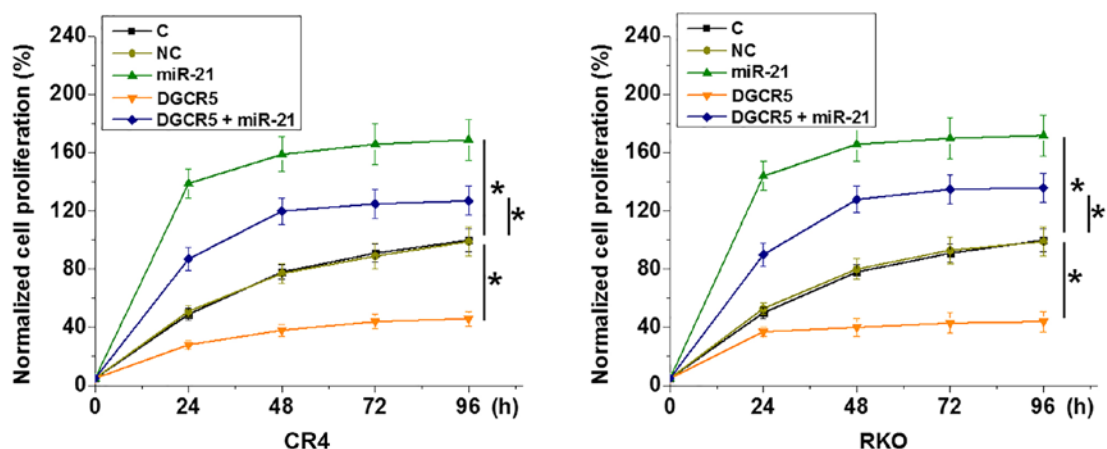 Normalized cell proliferation (%)
C
NC
miR-21
DGCR5
DGCR5 + miR-21
240
200
160
120
80
40
0
*
*
*
0 24 48 72 96 (h)
CR4
Normalized cell proliferation (%)
C
NC
miR-21
DGCR5
DGCR5 + miR-21
240
200
160
120
80
40
0
*
*
*
0 24 48 72 96 (h)
RKO